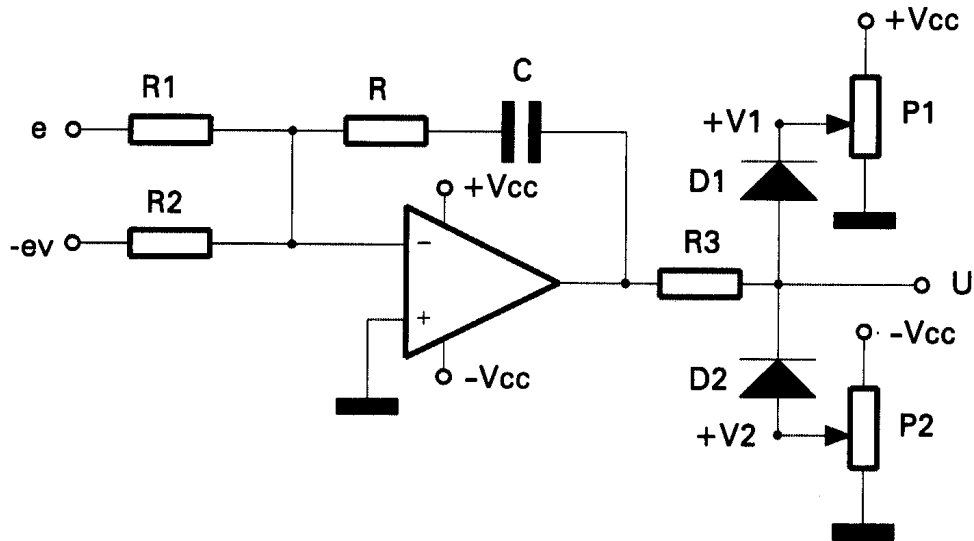 +Vcc
C
R1
R
P1
+V1
e
D1
+Vcc
R2
R3
-ev
−
U
+
-Vcc
D2
-Vcc
P2
+V2